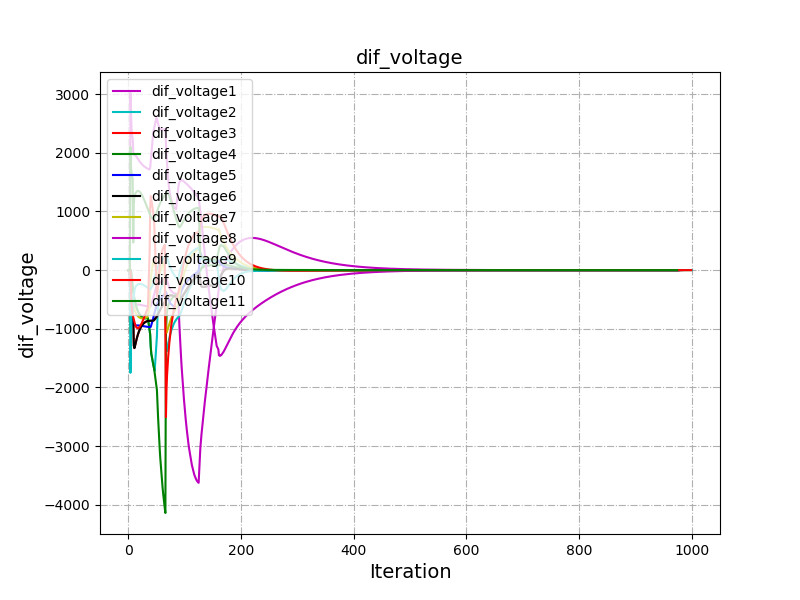 dif_voltage
dif_voltage
3000
2000
1000
0
−1000
−2000
−3000
−4000
dif_voltage1
dif_voltage2
dif_voltage3
dif_voltage4
dif_voltage5
dif_voltage6
dif_voltage7
dif_voltage8
dif_voltage9
dif_voltage10
dif_voltage11
0 200 400 600 800 1000
Iteration